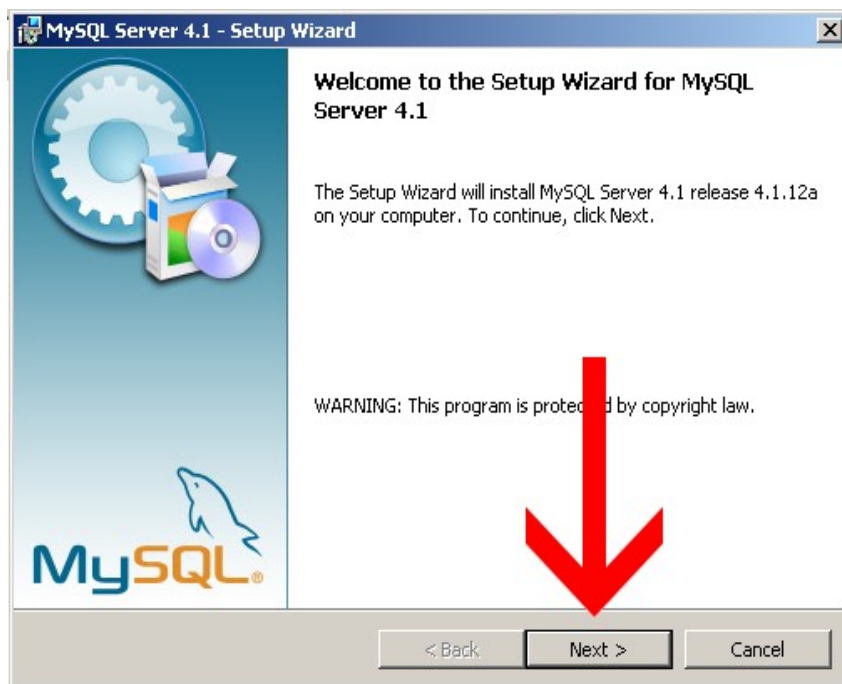 MySQL Server 4.1 - Setup Wizard
Welcome to the Setup Wizard for MySQL
Server 4.1
The Setup Wizard will install MySQL Server 4.1 release 4.1.12a
on your computer. To continue, click Next.
WARNING: This program is protected by copyright law.
MySQL®
< Back
Next >
Cancel